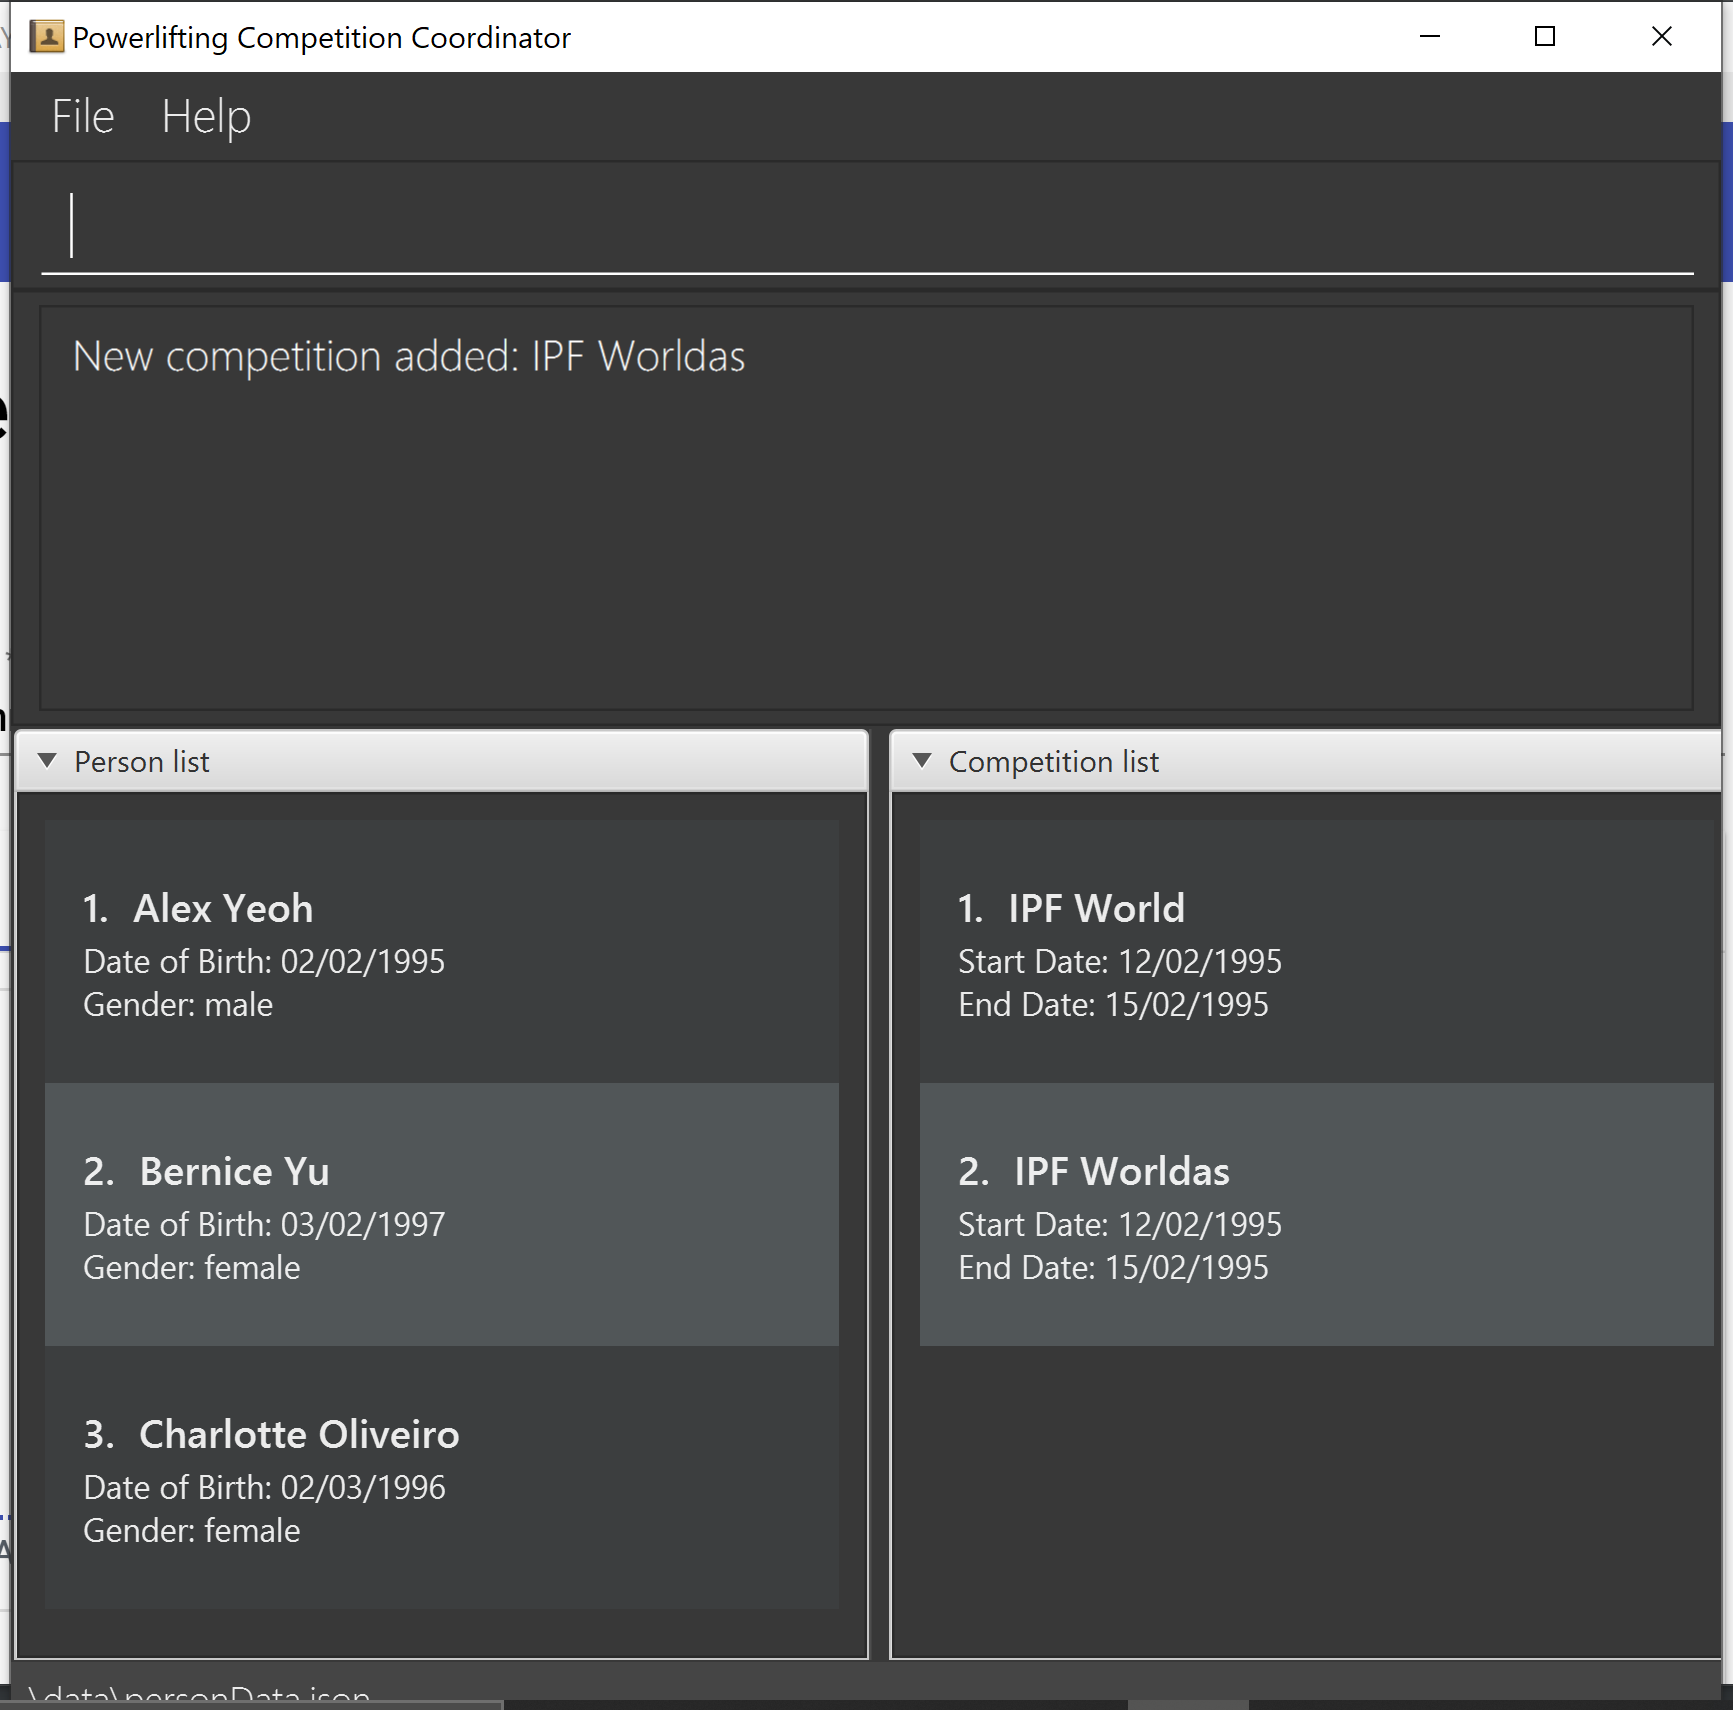 Powerlifting Competition Coordinator
File Help
New competition added: IPF Worldas
Person list
1. Alex Yeoh
Date of Birth: 02/02/1995
Gender: male
2. Bernice Yu
Date of Birth: 03/02/1997
Gender: female
3. Charlotte Oliveiro
Date of Birth: 02/03/1996
Gender: female
Competition list
1. IPF World
Start Date: 12/02/1995
End Date: 15/02/1995
2. IPF Worldas
Start Date: 12/02/1995
End Date: 15/02/1995
.\data\personData.json